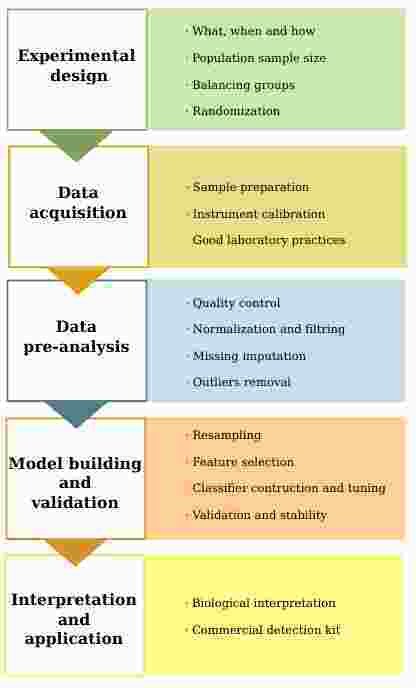 Experimental
design
· What, when and how
· Population sample size
· Balancing groups
· Randomization
Data
acquisition
· Sample preparation
· Instrument calibration
Good laboratory practices
Data
pre-analysis
· Quality control
· Normalization and filtring
· Missing imputation
· Outliers removal
Model building
and
validation
· Resampling
· Feature selection
Classifier contruction and tuning
· Validation and stability
Interpretation
and
application
· Biological interpretation
· Commercial detection kit